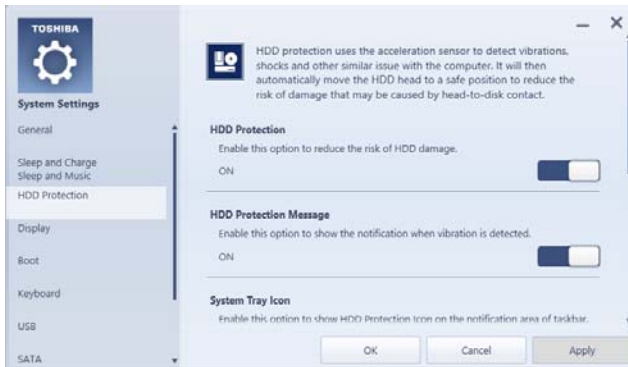 TOSHIBA
System Settings
General
Sleep and Charge
Sleep and Music
HDD Protection
Display
Boot
Keyboard
USB
SATA
HDD protection uses the acceleration sensor to detect vibrations,
shocks and other similar issue with the computer. It will then
automatically move the HDD head to a safe position to reduce the
risk of damage that may be caused by head-to-disk contact.
HDD Protection
Enable this option to reduce the risk of HDD damage.
ON
HDD Protection Message
Enable this option to show the notification when vibration is detected.
ON
System Tray Icon
Enable this option to show HDD Protection Icon on the notification area of taskbar.
OK
Cancel
Apply